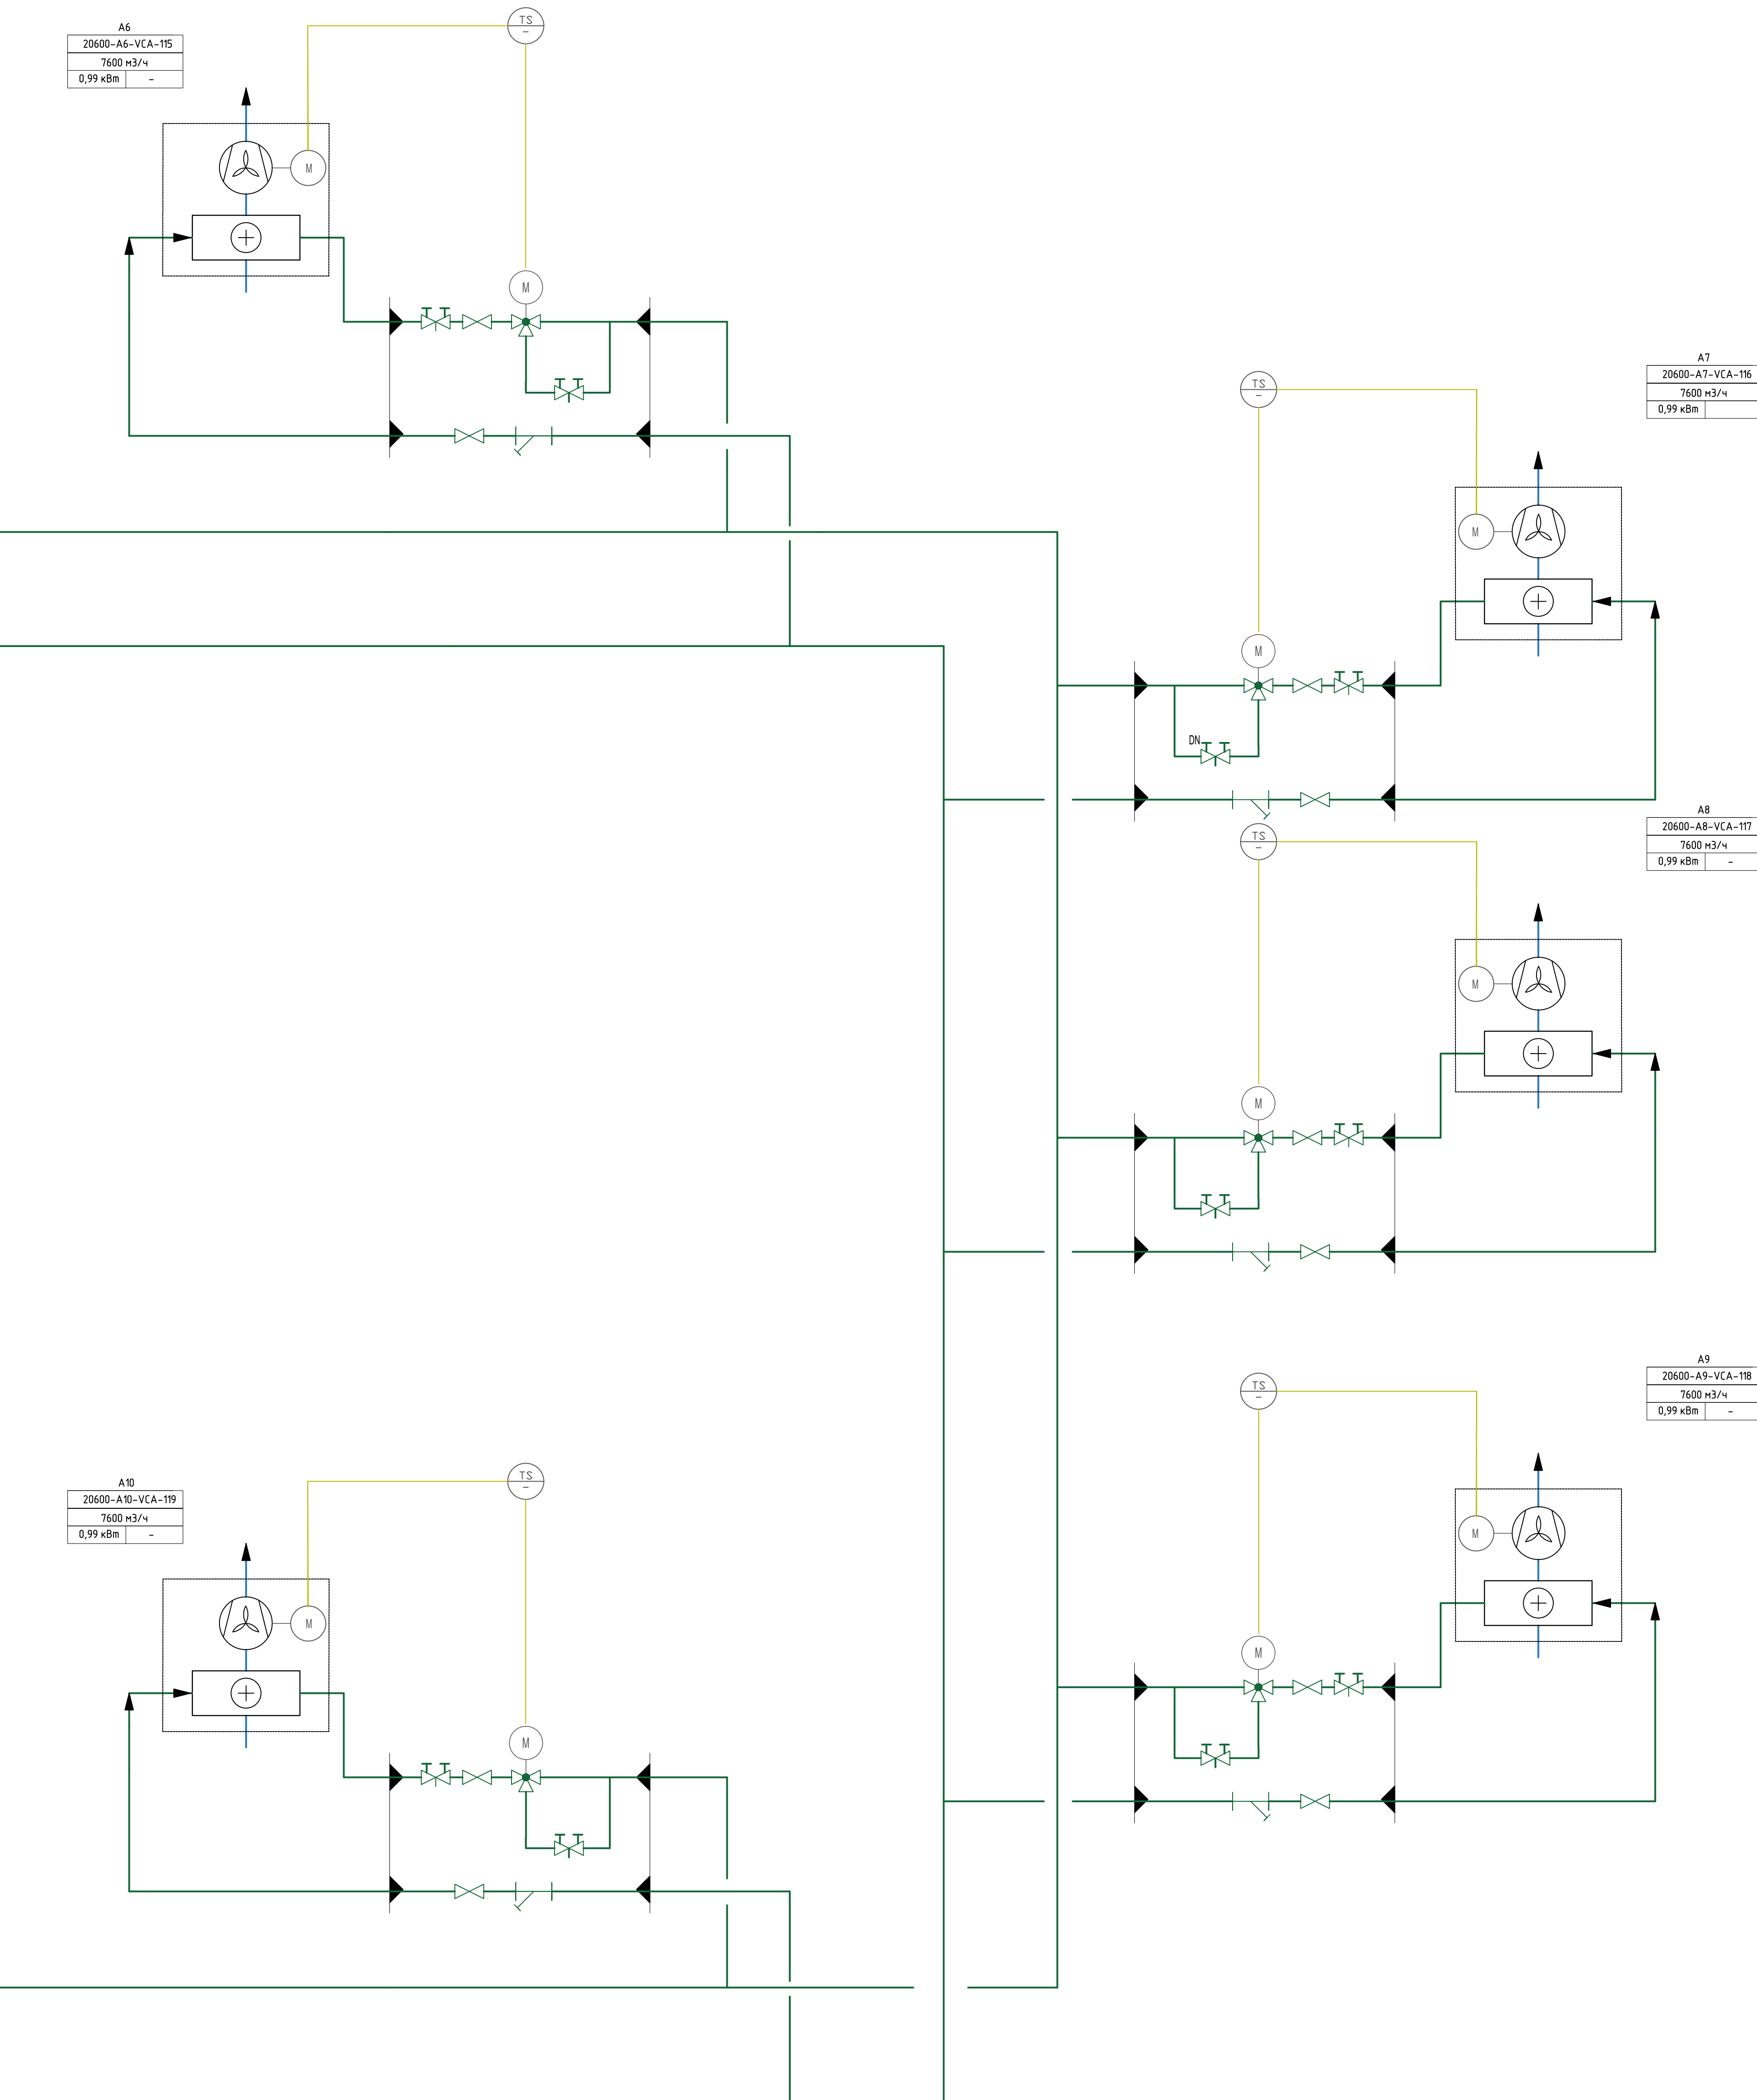 A6
20600-A6-VCA-115
7600 м3/ч
0,99 кВт -
TS
-
M
M
A7
20600-A7-VCA-116
7600 м3/ч
0,99 кВт
TS
-
M
M
DN
A8
20600-A8-VCA-117
7600 м3/ч
0,99 кВт -
TS
-
M
M
A9
20600-A9-VCA-118
7600 м3/ч
0,99 кВт -
TS
-
M
M
A10
20600-A10-VCA-119
7600 м3/ч
0,99 кВт -
TS
-
M
M